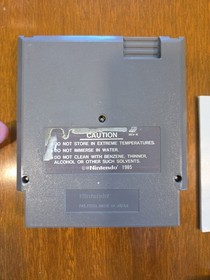 CAUTION
DO NOT STORE IN EXTREME TEMPERATURES.
DO NOT IMMERSE IN WATER.
DO NOT CLEAN WITH BENZENE, THINNER,
ALCOHOL OR OTHER SUCH SOLVENTS.
©Nintendo 1985